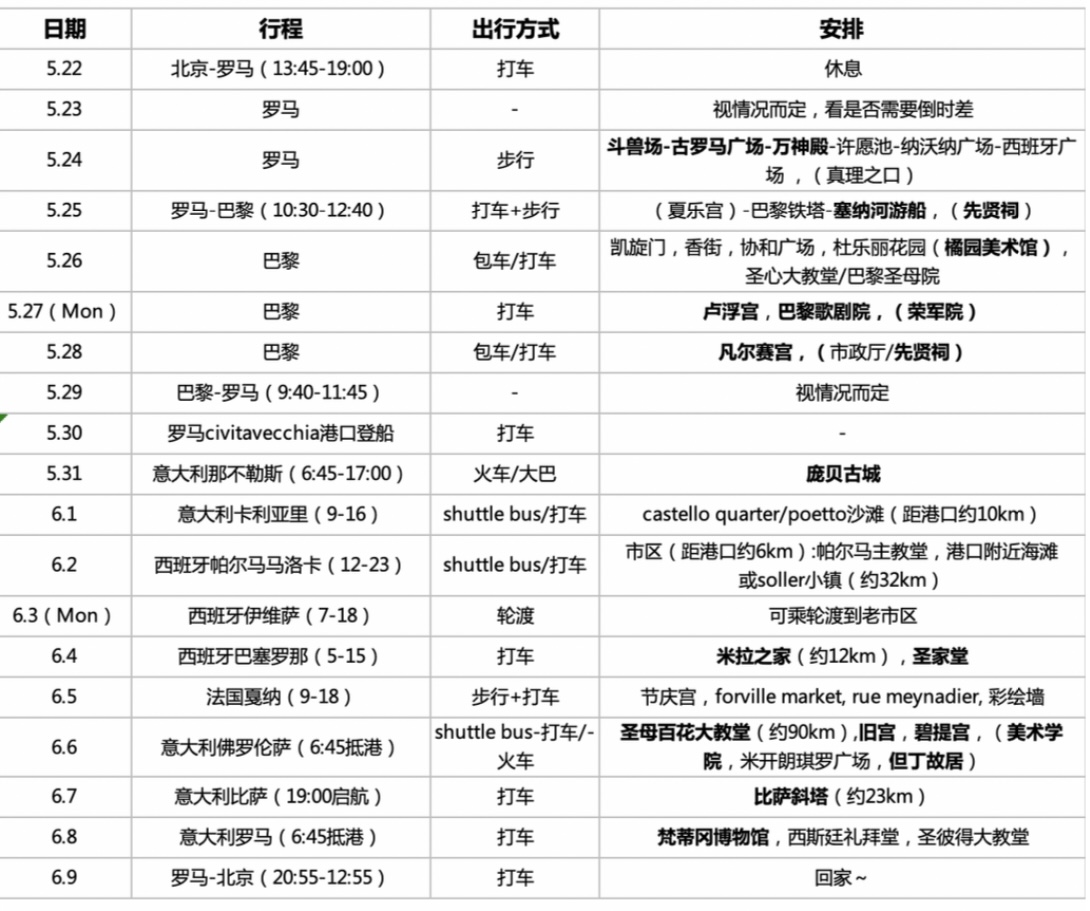 日期 行程 出行方式 安排
5.22 北京-罗马（13:45-19:00） 打车 休息
5.23 罗马 - 视情况而定，看是否需要倒时差
5.24 罗马 步行 斗兽场-古罗马广场-万神殿-许愿池-纳沃纳广场-西班牙广
场 ，（真理之口）
5.25 罗马-巴黎（10:30-12:40） 打车+步行 （夏乐宫）-巴黎铁塔-塞纳河游船，（先贤祠）
5.26 巴黎 包车/打车 凯旋门，香街，协和广场，杜乐丽花园（橘园美术馆），
圣心大教堂/巴黎圣母院
5.27（Mon） 巴黎 打车 卢浮宫，巴黎歌剧院，（荣军院）
5.28 巴黎 包车/打车 凡尔赛宫，（市政厅/先贤祠）
5.29 巴黎-罗马（9:40-11:45） - 视情况而定
5.30 罗马civitavecchia港口登船 打车 -
5.31 意大利那不勒斯（6:45-17:00） 火车/大巴 庞贝古城
6.1 意大利卡利亚里（9-16） shuttle bus/打车 castello quarter/poetto沙滩（距港口约10km）
6.2 西班牙帕尔马马洛卡（12-23） shuttle bus/打车 市区（距港口约6km）:帕尔马主教堂，港口附近海滩
或soller小镇（约32km）
6.3（Mon） 西班牙伊维萨（7-18） 轮渡 可乘轮渡到老市区
6.4 西班牙巴塞罗那（5-15） 打车 米拉之家（约12km），圣家堂
6.5 法国戛纳（9-18） 步行+打车 节庆宫，forville market, rue meynadier, 彩绘墙
6.6 意大利佛罗伦萨（6:45抵港） shuttle bus-打车/-
火车 圣母百花大教堂（约90km）,旧宫，碧提宫，（美术学
院，米开朗琪罗广场，但丁故居）
6.7 意大利比萨（19:00启航） 打车 比萨斜塔（约23km）
6.8 意大利罗马（6:45抵港） 打车 梵蒂冈博物馆，西斯廷礼拜堂，圣彼得大教堂
6.9 罗马-北京（20:55-12:55） 打车 回家～